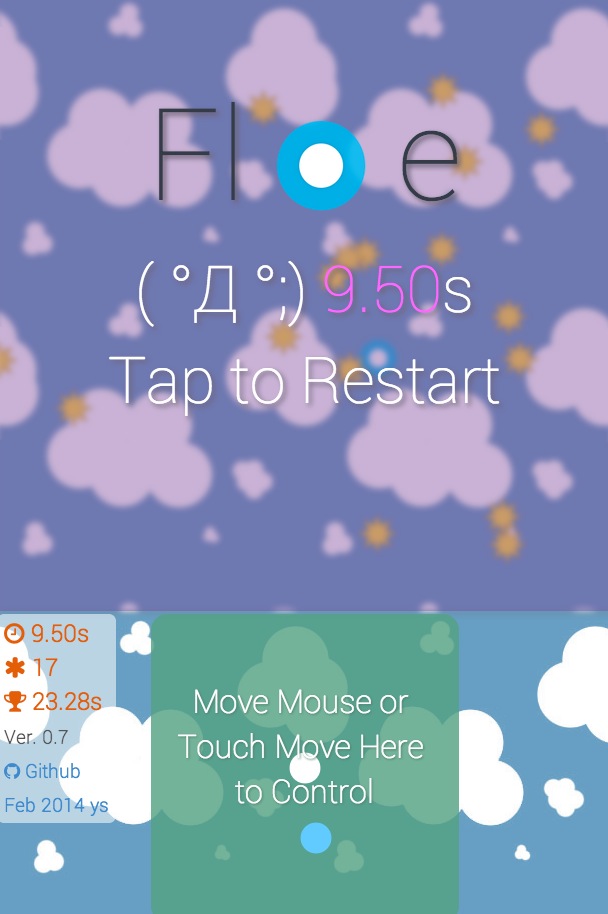 Floe
( °Д °;) 9.50s
Tap to Restart
9.50s
17
23.28s
Ver. 0.7
Github
Feb 2014 ys
Move Mouse or
Touch Move Here
to Control